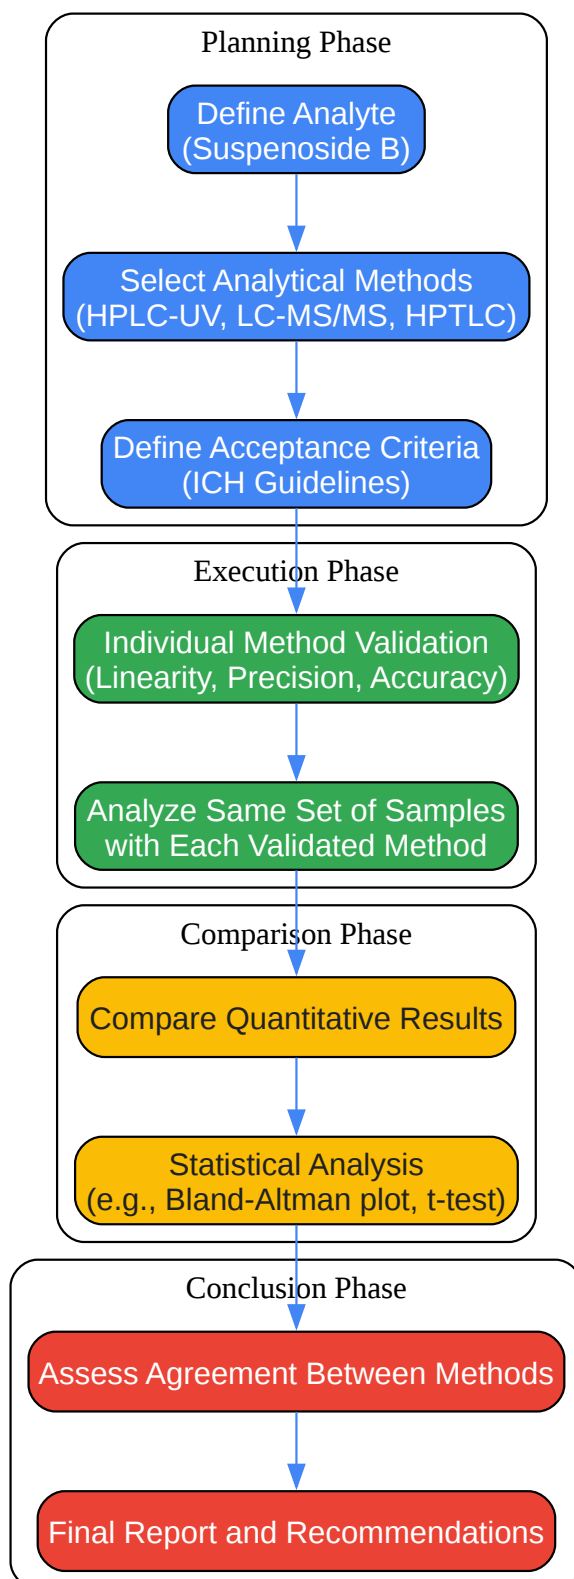 Planning Phase
Define Analyte
(Suspenoside B)
Select Analytical Methods
(HPLC-UV, LC-MS/MS, HPTLC)
Define Acceptance Criteria
(ICH Guidelines)
Execution Phase
Individual Method Validation
(Linearity, Precision, Accuracy)
Analyze Same Set of Samples
with Each Validated Method
Comparison Phase
Compare Quantitative Results
Statistical Analysis
(e.g., Bland-Altman plot, t-test)
Conclusion Phase
Assess Agreement Between Methods
Final Report and Recommendations